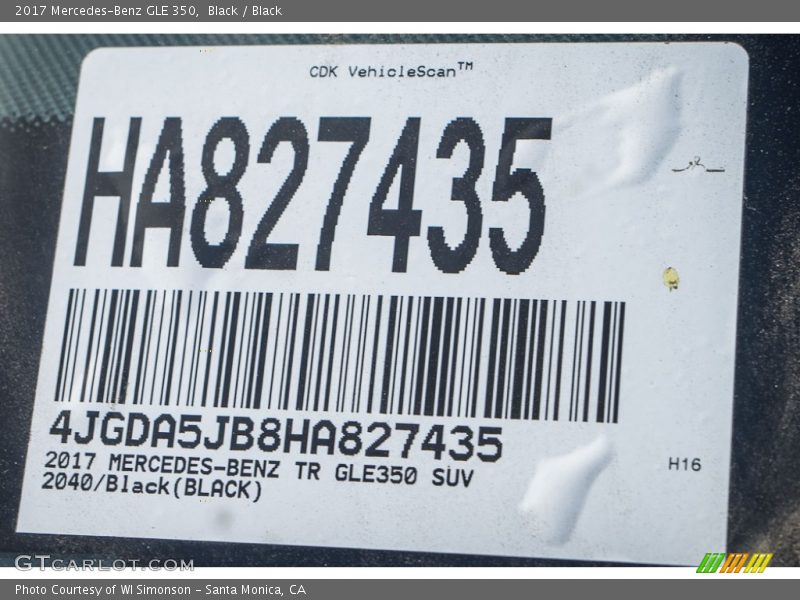 2017 Mercedes-Benz GLE 350, Black / Black
CDK VehicleScan™
HA827435
4JGDA5JB8HA827435
2017 MERCEDES-BENZ TR GLE350 SUV
2040/Black(BLACK)
H16
GTCARLOT.COM
Photo Courtesy of WI Simonson - Santa Monica, CA